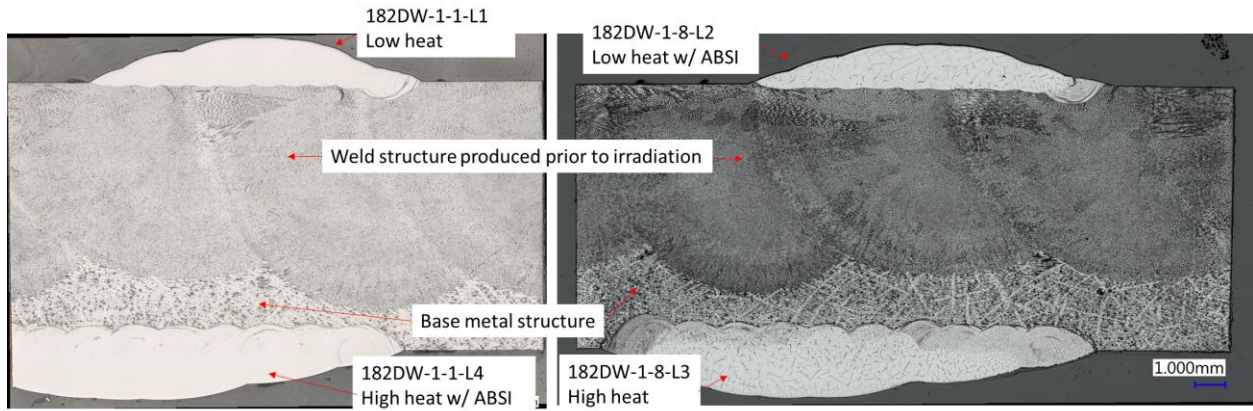 182DW-1-1-L1
Low heat
182DW-1-8-L2
Low heat w/ ABSI
Weld structure produced prior to irradiation
Base metal structure
182DW-1-1-L4
High heat w/ ABSI
182DW-1-8-L3
High heat
1.000mm